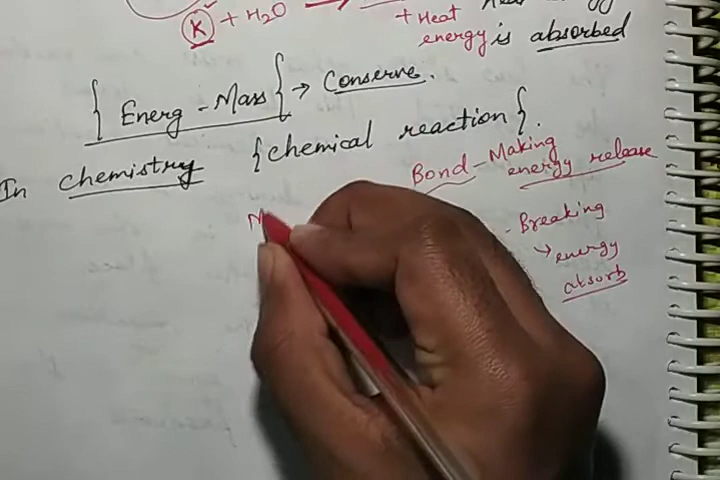 K + H2O
+ Heat
energy is absorbed
{ Energ - Mass } → Conserve.
In chemistry {chemical reaction}.
Bond - Making
energy release
- Breaking
→ energy
absorb